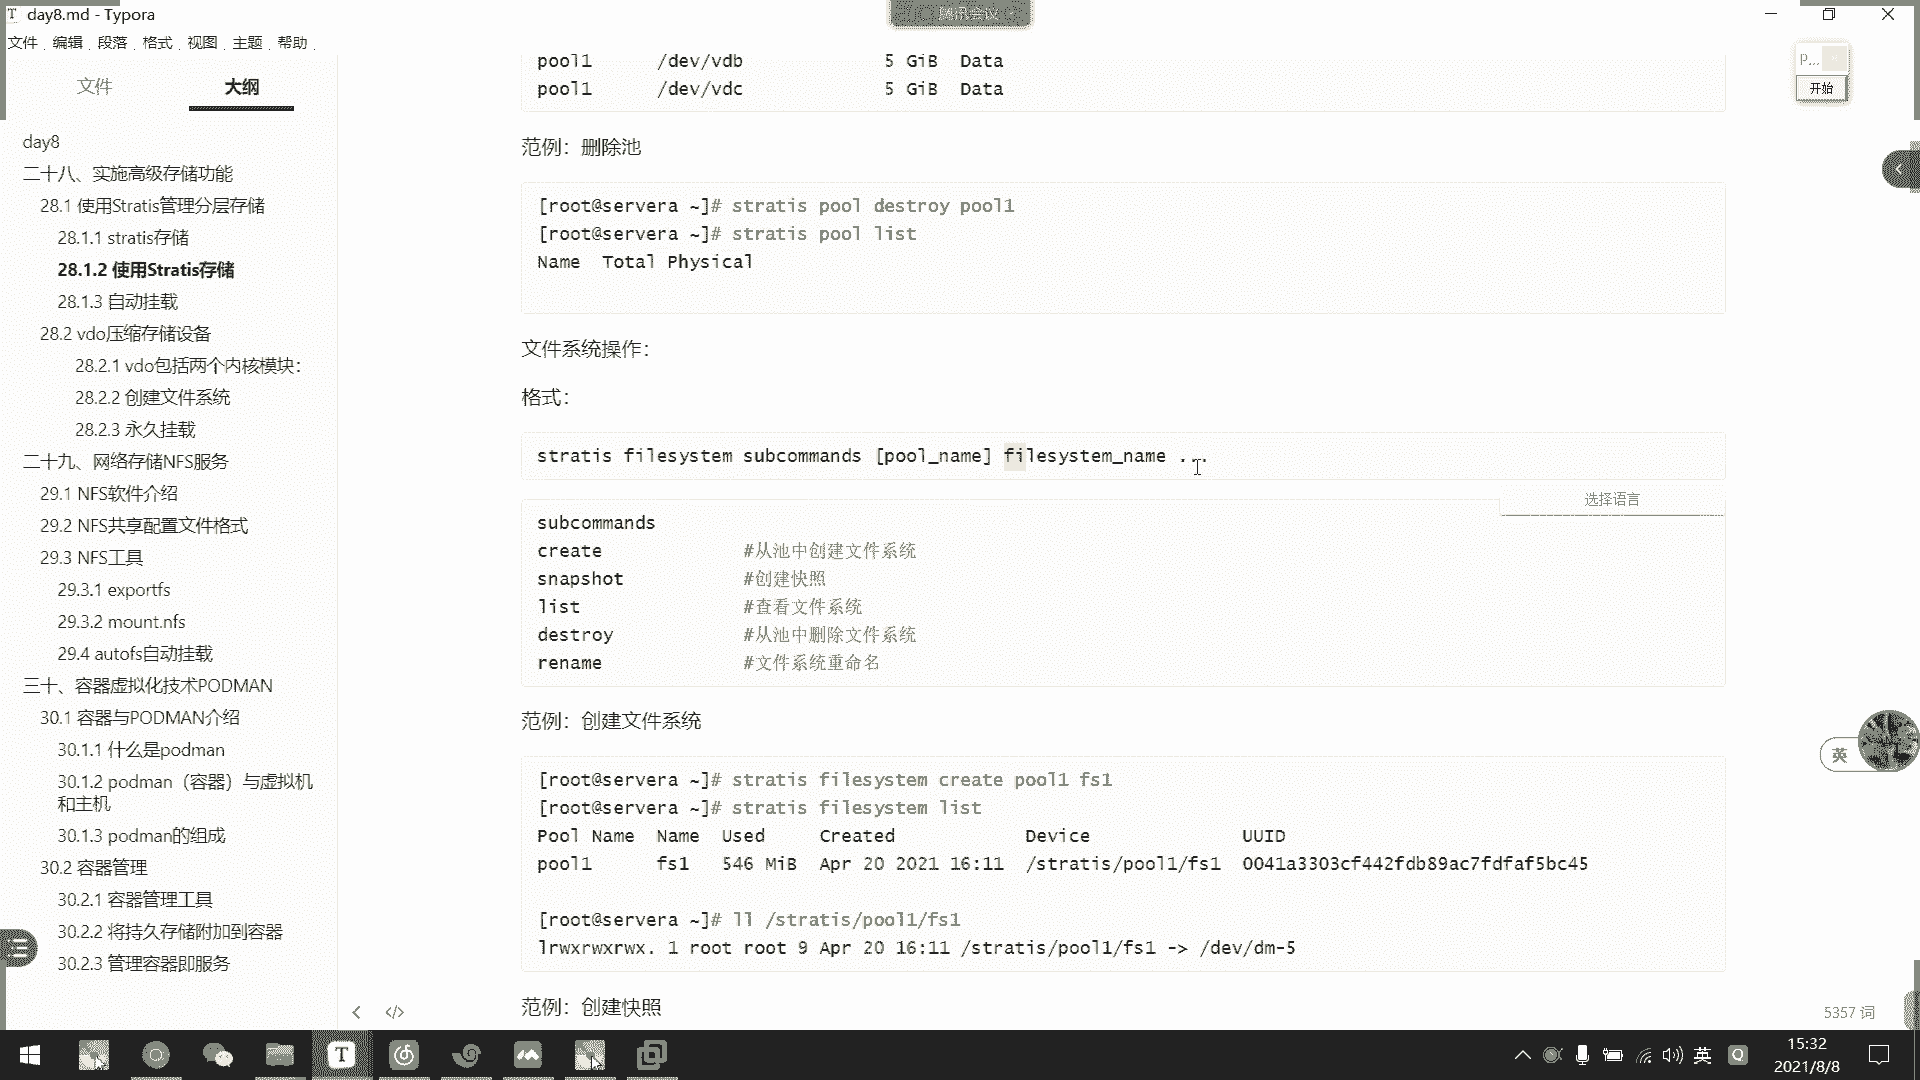 day8.md - Typora
腾讯会议
文件 编辑 段落 格式 视图 主题 帮助
文件 大纲
day8
二十八、实施高级存储功能
28.1 使用Stratis管理分层存储
28.1.1 stratis存储
28.1.2 使用Stratis存储
28.1.3 自动挂载
28.2 vdo压缩存储设备
28.2.1 vdo包括两个内核模块：
28.2.2 创建文件系统
28.2.3 永久挂载
二十九、网络存储NFS服务
29.1 NFS软件介绍
29.2 NFS共享配置文件格式
29.3 NFS工具
29.3.1 exportfs
29.3.2 mount.nfs
29.4 autofs自动挂载
三十、容器虚拟化技术PODMAN
30.1 容器与PODMAN介绍
30.1.1 什么是podman
30.1.2 podman（容器）与虚拟机
和主机
30.1.3 podman的组成
30.2 容器管理
30.2.1 容器管理工具
30.2.2 将持久存储附加到容器
30.2.3 管理容器即服务
pool1 /dev/vdb 5 GiB Data
pool1 /dev/vdc 5 GiB Data
范例：删除池
[root@servera ~]# stratis pool destroy pool1
[root@servera ~]# stratis pool list
Name Total Physical
文件系统操作：
格式：
stratis filesystem subcommands [pool_name] filesystem_name ...
选择语言
subcommands
create #从池中创建文件系统
snapshot #创建快照
list #查看文件系统
destroy #从池中删除文件系统
rename #文件系统重命名
范例：创建文件系统
[root@servera ~]# stratis filesystem create pool1 fs1
[root@servera ~]# stratis filesystem list
Pool Name Name Used Created Device UUID
pool1 fs1 546 MiB Apr 20 2021 16:11 /stratis/pool1/fs1 0041a3303cf442fdb89ac7fdfaf5bc45
[root@servera ~]# ll /stratis/pool1/fs1
lrwxrwxrwx. 1 root root 9 Apr 20 16:11 /stratis/pool1/fs1 -> /dev/dm-5
范例：创建快照
p...
开始
英
5357 词
英
15:32
2021/8/8